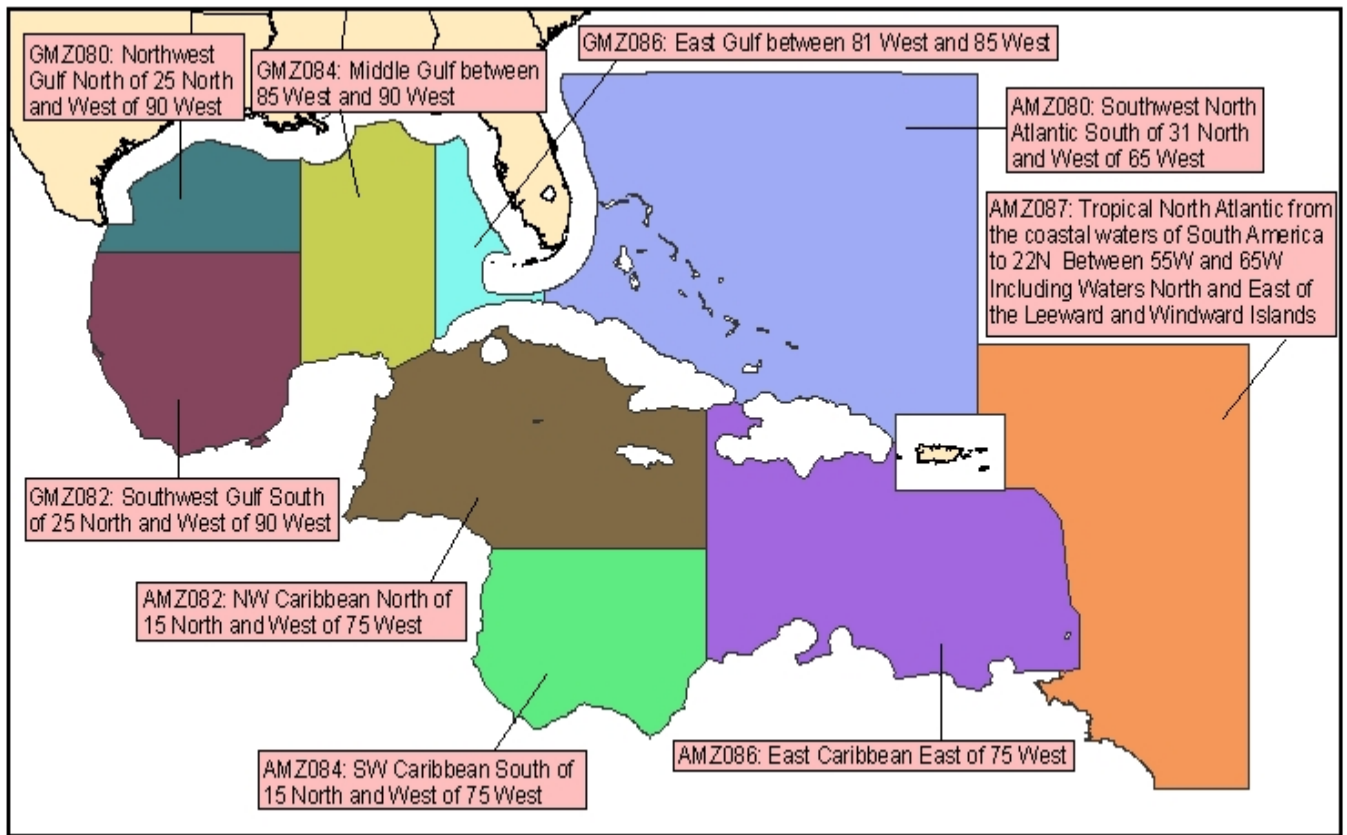 GMZ080: Northwest
Gulf North of 25 North
and West of 90 West
GMZ084: Middle Gulf between
85 West and 90 West
GMZ086: East Gulf between 81 West and 85 West
AMZ080: Southwest North
Atlantic South of 31 North
and West of 65 West
AMZ087: Tropical North Atlantic from
the coastal waters of South America
to 22N Between 55W and 65W
Including Waters North and East of
the Leeward and Windward Islands
GMZ082: Southwest Gulf South
of 25 North and West of 90 West
AMZ082: NW Caribbean North of
15 North and West of 75 West
AMZ084: SW Caribbean South of
15 North and West of 75 West
AMZ086: East Caribbean East of 75 West